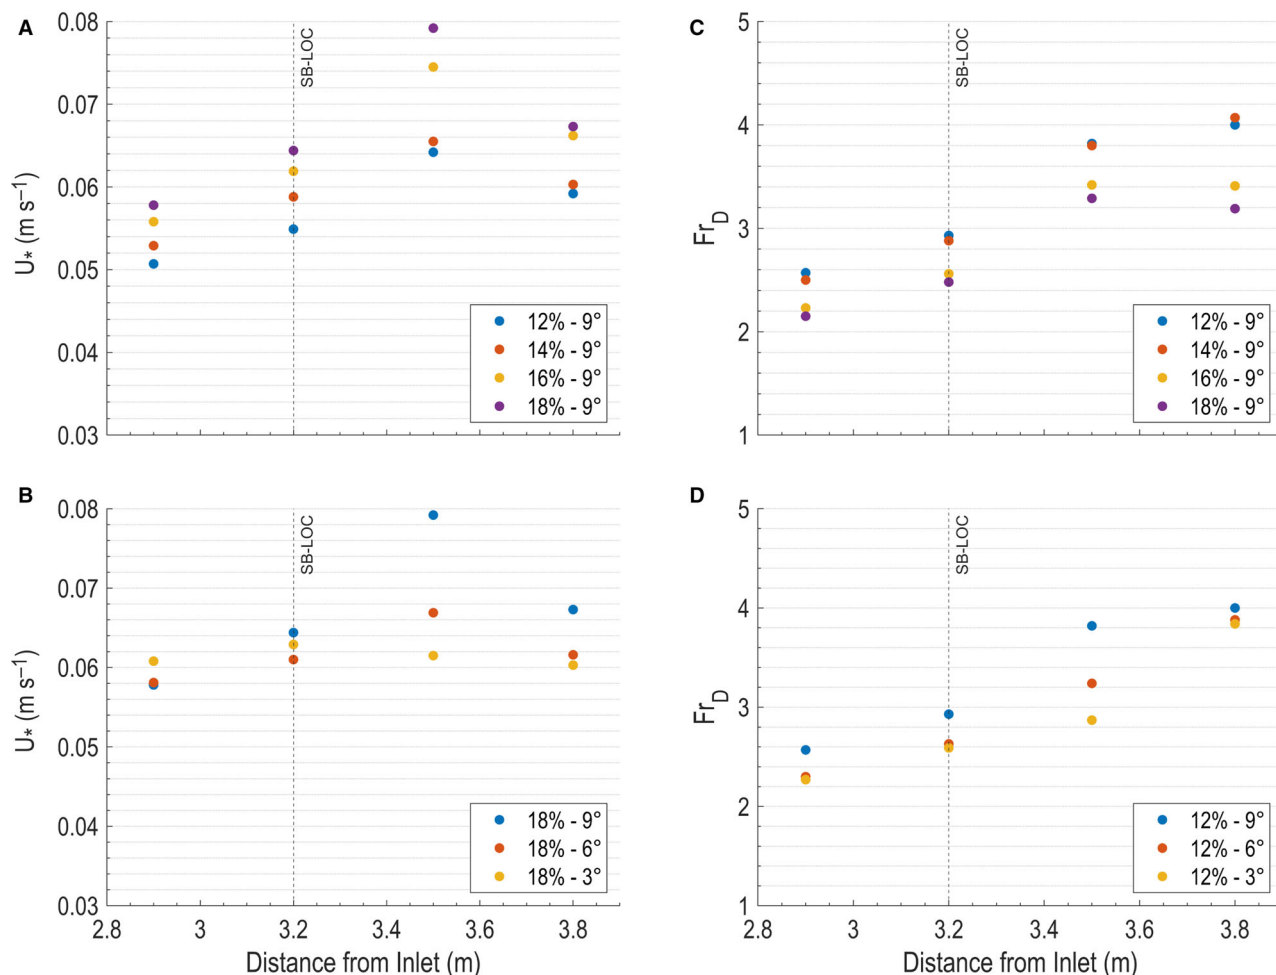 A
0.08
0.07
0.06
0.05
0.04
0.03
U* (m s−1)
SB-LOC
12% - 9°
14% - 9°
16% - 9°
18% - 9°
C
5
4
3
2
1
FrD
SB-LOC
12% - 9°
14% - 9°
16% - 9°
18% - 9°
B
0.08
0.07
0.06
0.05
0.04
0.03
U* (m s−1)
SB-LOC
18% - 9°
18% - 6°
18% - 3°
2.8 3 3.2 3.4 3.6 3.8
Distance from Inlet (m)
D
5
4
3
2
1
FrD
SB-LOC
12% - 9°
12% - 6°
12% - 3°
2.8 3 3.2 3.4 3.6 3.8
Distance from Inlet (m)